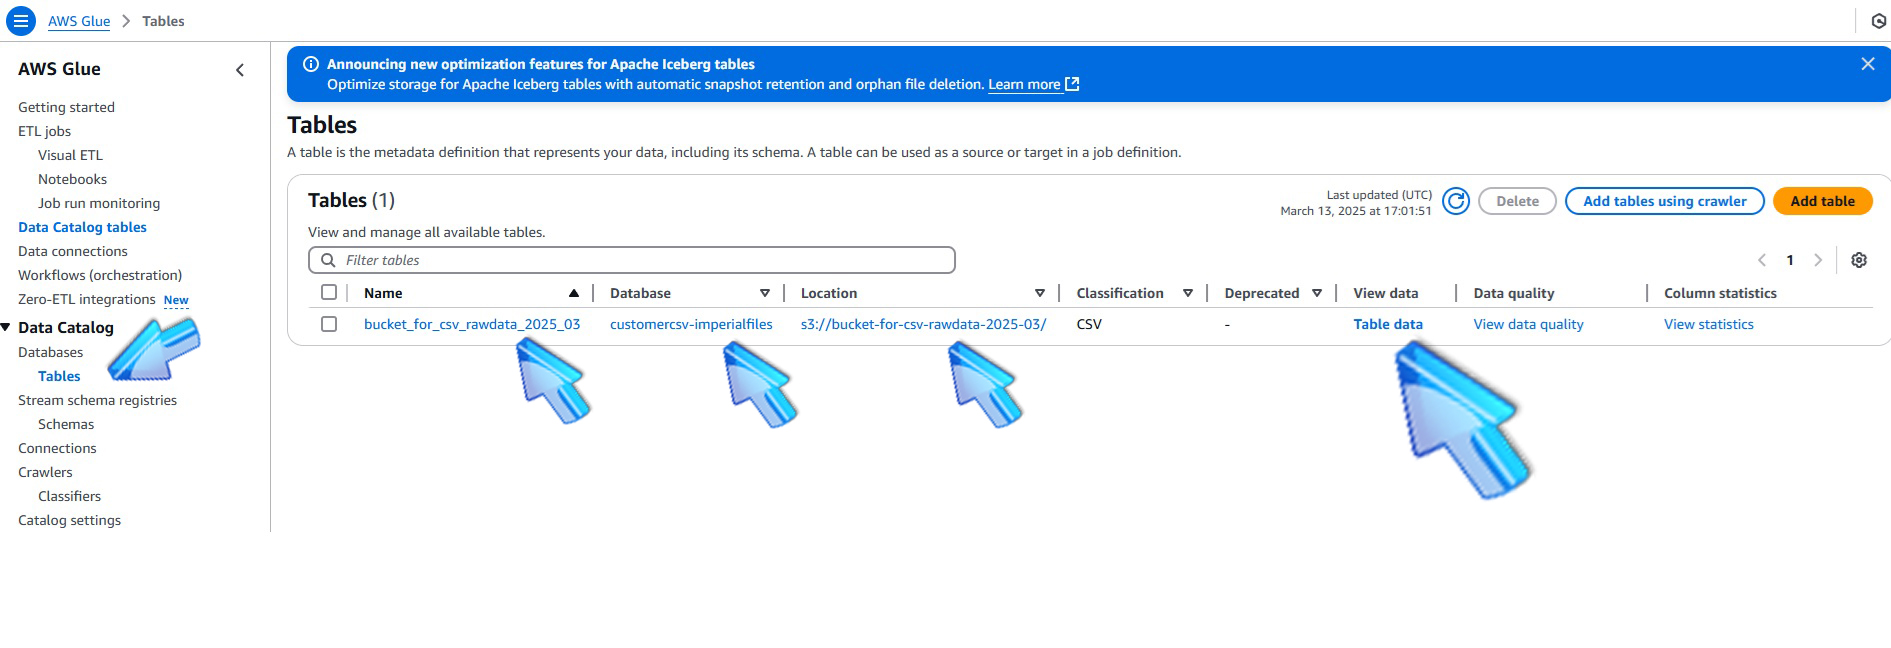 AWS Glue > Tables
AWS Glue
Getting started
ETL jobs
Visual ETL
Notebooks
Job run monitoring
Data Catalog tables
Data connections
Workflows (orchestration)
Zero-ETL integrations New
Data Catalog
Databases
Tables
Stream schema registries
Schemas
Connections
Crawlers
Classifiers
Catalog settings
Announcing new optimization features for Apache Iceberg tables
Optimize storage for Apache Iceberg tables with automatic snapshot retention and orphan file deletion. Learn more
Tables
A table is the metadata definition that represents your data, including its schema. A table can be used as a source or target in a job definition.
Tables (1)
Last updated (UTC)
March 13, 2025 at 17:01:51
Delete
Add tables using crawler
Add table
View and manage all available tables.
Filter tables
1
Name Database Location Classification Deprecated View data Data quality Column statistics
bucket_for_csv_rawdata_2025_03 customercsv-imperialfiles s3://bucket-for-csv-rawdata-2025-03/ CSV - Table data View data quality View statistics